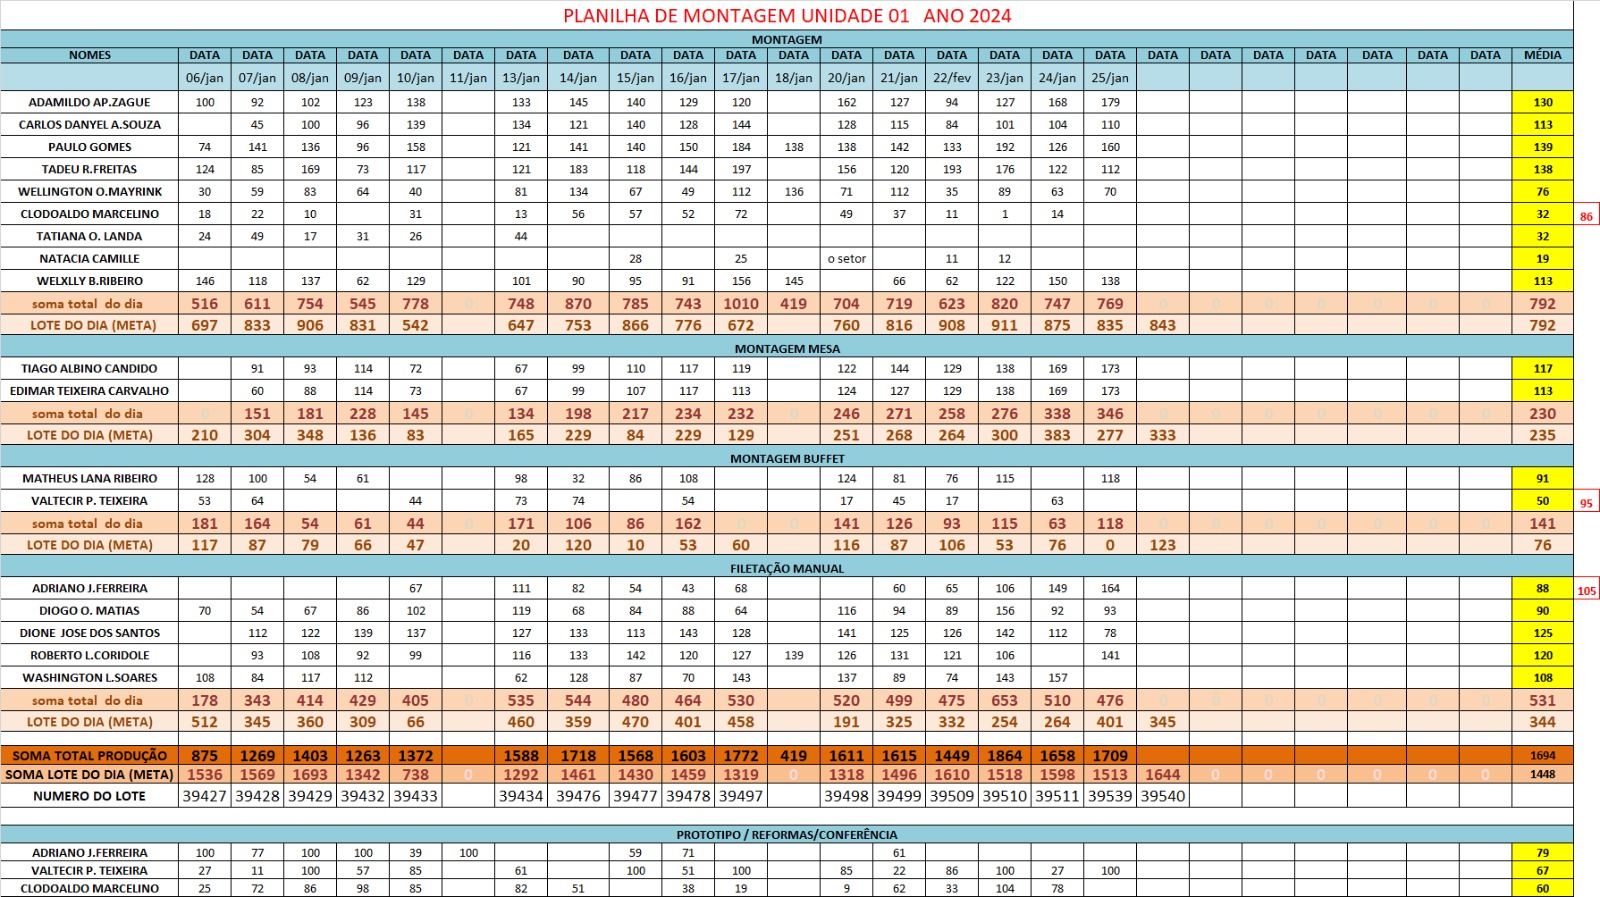 PLANILHA DE MONTAGEM UNIDADE 01 ANO 2024
MONTAGEM
NOMES DATA DATA DATA DATA DATA DATA DATA DATA DATA DATA DATA DATA DATA DATA DATA DATA DATA DATA DATA DATA DATA DATA DATA DATA DATA MÉDIA
06/jan 07/jan 08/jan 09/jan 10/jan 11/jan 13/jan 14/jan 15/jan 16/jan 17/jan 18/jan 20/jan 21/jan 22/fev 23/jan 24/jan 25/jan
ADAMILDO AP.ZAGUE 100 92 102 123 138 133 145 140 129 120 162 127 94 127 168 179 130
CARLOS DANYEL A.SOUZA 45 100 96 139 134 121 140 128 144 128 115 84 101 104 110 113
PAULO GOMES 74 141 136 96 158 121 141 140 150 184 138 138 142 133 192 126 160 139
TADEU R.FREITAS 124 85 169 73 117 121 183 118 144 197 156 120 193 176 122 112 138
WELLINGTON O.MAYRINK 30 59 83 64 40 81 134 67 49 112 136 71 112 35 89 63 70 76
CLODOALDO MARCELINO 18 22 10 31 13 56 57 52 72 49 37 11 1 14 32 86
TATIANA O. LANDA 24 49 17 31 26 44 32
NATACIA CAMILLE 28 25 o setor 11 12 19
WELXLLY B.RIBEIRO 146 118 137 62 129 101 90 95 91 156 145 66 62 122 150 138 113
soma total do dia 516 611 754 545 778 0 748 870 785 743 1010 419 704 719 623 820 747 769 0 0 0 0 0 0 0 792
LOTE DO DIA (META) 697 833 906 831 542 647 753 866 776 672 760 816 908 911 875 835 843 792
MONTAGEM MESA
TIAGO ALBINO CANDIDO 91 93 114 72 67 99 110 117 119 122 144 129 138 169 173 117
EDIMAR TEIXEIRA CARVALHO 60 88 114 73 67 99 107 117 113 124 127 129 138 169 173 113
soma total do dia 0 151 181 228 145 0 134 198 217 234 232 0 246 271 258 276 338 346 0 0 0 0 0 0 0 230
LOTE DO DIA (META) 210 304 348 136 83 165 229 84 229 129 251 268 264 300 383 277 333 235
MONTAGEM BUFFET
MATHEUS LANA RIBEIRO 128 100 54 61 98 32 86 108 124 81 76 115 118 91
VALTECIR P. TEIXEIRA 53 64 44 73 74 54 17 45 17 63 50 95
soma total do dia 181 164 54 61 44 0 171 106 86 162 0 0 141 126 93 115 63 118 0 0 0 0 0 0 0 141
LOTE DO DIA (META) 117 87 79 66 47 20 120 10 53 60 116 87 106 53 76 0 123 76
FILETAÇÃO MANUAL
ADRIANO J.FERREIRA 67 111 82 54 43 68 60 65 106 149 164 88 105
DIOGO O. MATIAS 70 54 67 86 102 119 68 84 88 64 116 94 89 156 92 93 90
DIONE JOSE DOS SANTOS 112 122 139 137 127 133 113 143 128 141 125 126 142 112 78 125
ROBERTO L.CORIDOLE 93 108 92 99 116 133 142 120 127 139 126 131 121 106 141 120
WASHINGTON L.SOARES 108 84 117 112 62 128 87 70 143 137 89 74 143 157 108
soma total do dia 178 343 414 429 405 0 535 544 480 464 530 520 499 475 653 510 476 0 0 0 0 0 0 0 531
LOTE DO DIA (META) 512 345 360 309 66 460 359 470 401 458 191 325 332 254 264 401 345 344
SOMA TOTAL PRODUÇÃO 875 1269 1403 1263 1372 1588 1718 1568 1603 1772 419 1611 1615 1449 1864 1658 1709 1694
SOMA LOTE DO DIA (META) 1536 1569 1693 1342 738 0 1292 1461 1430 1459 1319 0 1318 1496 1610 1518 1598 1513 1644 0 0 0 0 0 0 1448
NUMERO DO LOTE 39427 39428 39429 39432 39433 39434 39476 39477 39478 39497 39498 39499 39509 39510 39511 39539 39540
PROTOTIPO / REFORMAS/CONFERÊNCIA
ADRIANO J.FERREIRA 100 77 100 100 39 100 59 71 61 79
VALTECIR P. TEIXEIRA 27 11 100 57 85 61 100 51 100 85 22 86 100 27 100 67
CLODOALDO MARCELINO 25 72 86 98 85 82 51 38 19 9 62 33 104 78 60